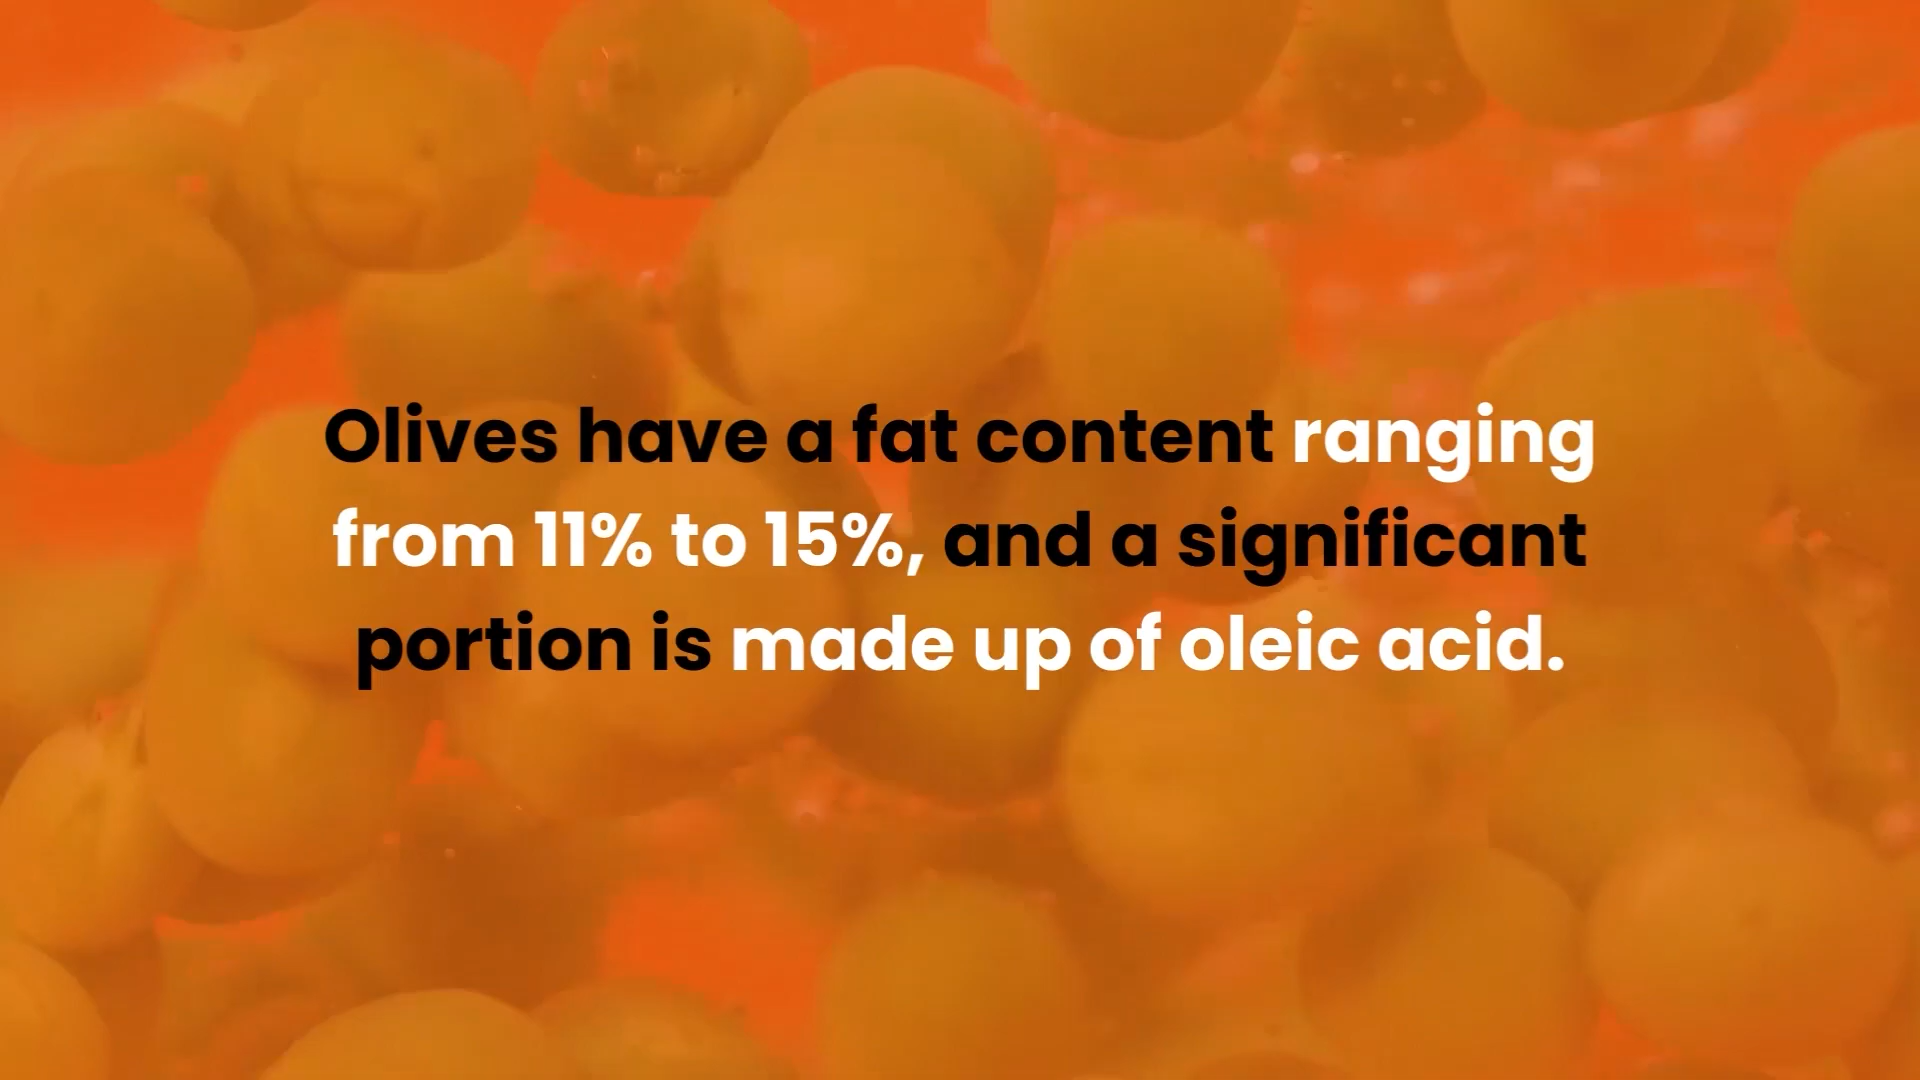 Olives have a fat content ranging
from 11% to 15%, and a significant
portion is made up of oleic acid.